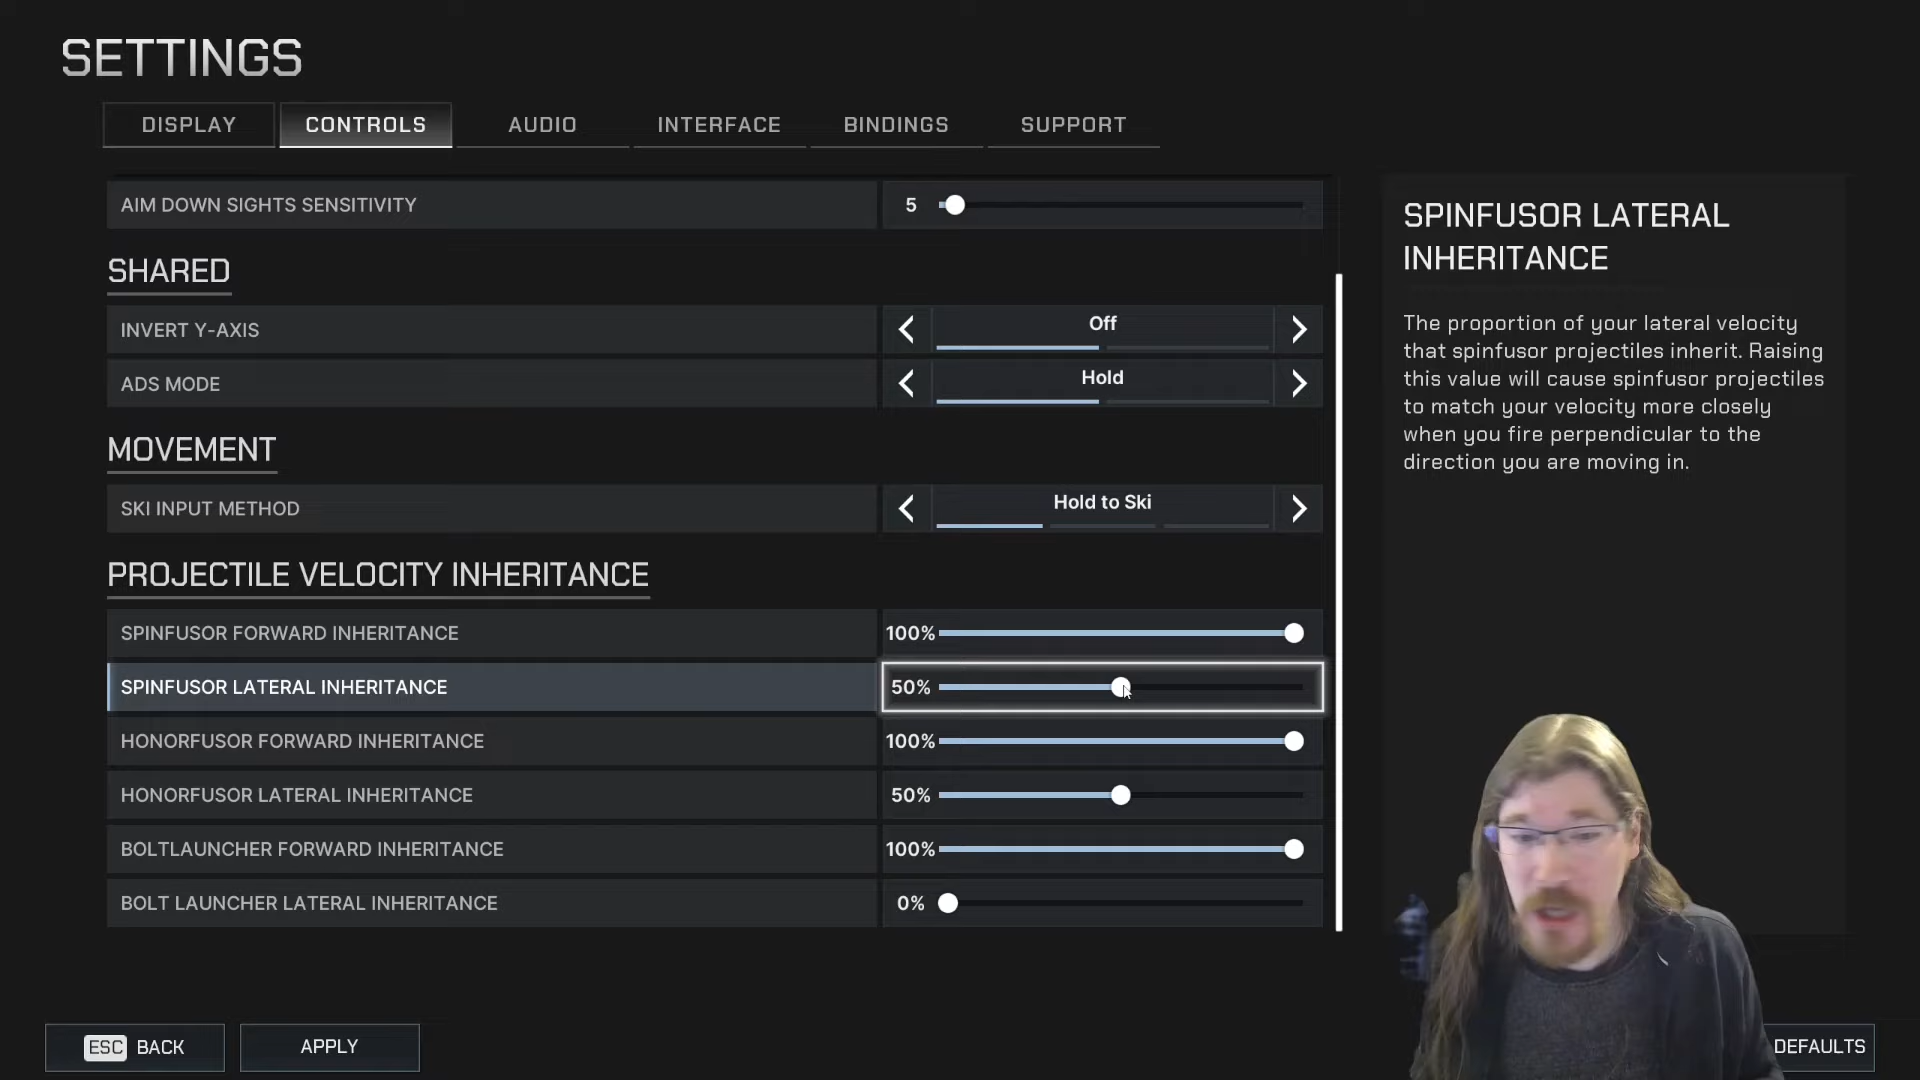 SETTINGS
DISPLAY CONTROLS AUDIO INTERFACE BINDINGS SUPPORT
AIM DOWN SIGHTS SENSITIVITY 5
SHARED
INVERT Y-AXIS Off
ADS MODE Hold
MOVEMENT
SKI INPUT METHOD Hold to Ski
PROJECTILE VELOCITY INHERITANCE
SPINFUSOR FORWARD INHERITANCE 100%
SPINFUSOR LATERAL INHERITANCE 50%
HONORFUSOR FORWARD INHERITANCE 100%
HONORFUSOR LATERAL INHERITANCE 50%
BOLTLAUNCHER FORWARD INHERITANCE 100%
BOLT LAUNCHER LATERAL INHERITANCE 0%
SPINFUSOR LATERAL
INHERITANCE
The proportion of your lateral velocity
that spinfusor projectiles inherit. Raising
this value will cause spinfusor projectiles
to match your velocity more closely
when you fire perpendicular to the
direction you are moving in.
ESC BACK APPLY DEFAULTS